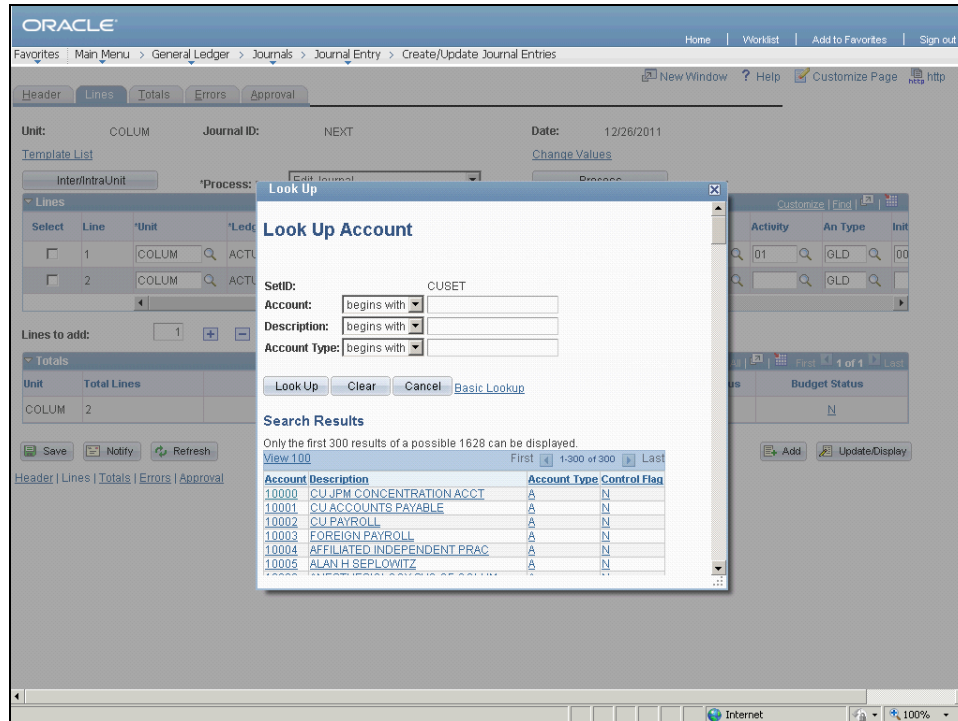 ORACLE
Home | Worklist | Add to Favorites | Sign out
Favorites Main Menu > General Ledger > Journals > Journal Entry > Create/Update Journal Entries
New Window ? Help Customize Page http
Header Lines Totals Errors Approval
Unit: COLUM Journal ID: NEXT Date: 12/26/2011
Template List Change Values
Inter/IntraUnit *Process: Edit Journal Process
Lines Customize | Find |
Select Line *Unit *Ledg Activity An Type Init
1 COLUM ACTU 01 GLD 00
2 COLUM ACTU GLD
Lines to add: 1
Totals First 1 of 1 Last
Unit Total Lines us Budget Status
COLUM 2 N
Save Notify Refresh Add Update/Display
Header | Lines | Totals | Errors | Approval
Look Up
Look Up Account
SetID: CUSET
Account: begins with
Description: begins with
Account Type: begins with
Look Up Clear Cancel Basic Lookup
Search Results
Only the first 300 results of a possible 1628 can be displayed.
View 100 First 1-300 of 300 Last
Account Description Account Type Control Flag
10000 CU JPM CONCENTRATION ACCT A N
10001 CU ACCOUNTS PAYABLE A N
10002 CU PAYROLL A N
10003 FOREIGN PAYROLL A N
10004 AFFILIATED INDEPENDENT PRAC A N
10005 ALAN H SEPLOWITZ A N
Internet 100%